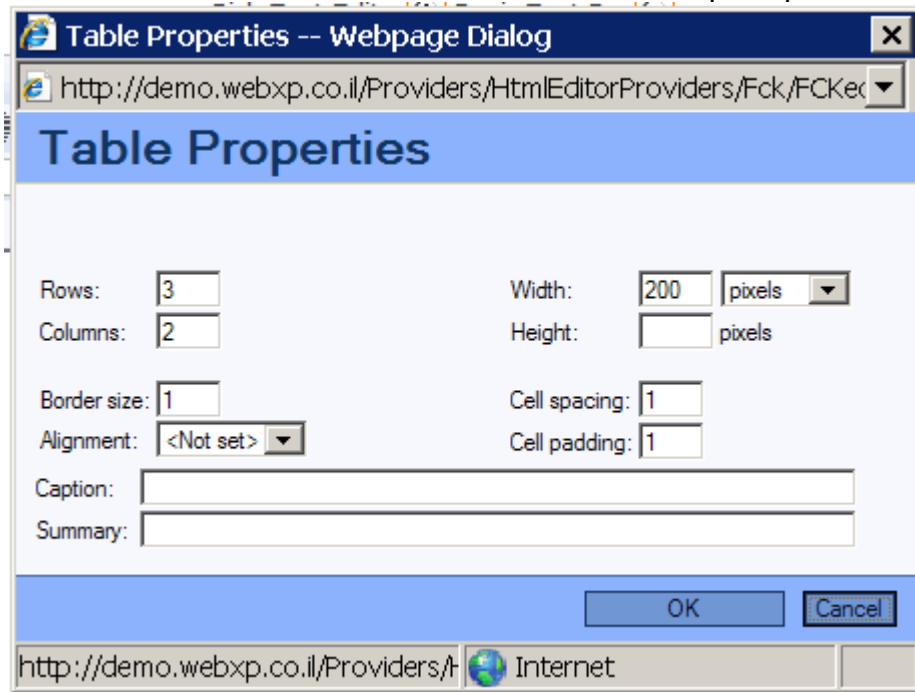 Table Properties -- Webpage Dialog
http://demo.webxp.co.il/Providers/HtmlEditorProviders/Fck/FCKed
Table Properties
Rows: 3 Width: 200 pixels
Columns: 2 Height: pixels
Border size: 1 Cell spacing: 1
Alignment: <Not set> Cell padding: 1
Caption:
Summary:
OK Cancel
http://demo.webxp.co.il/Providers/H Internet